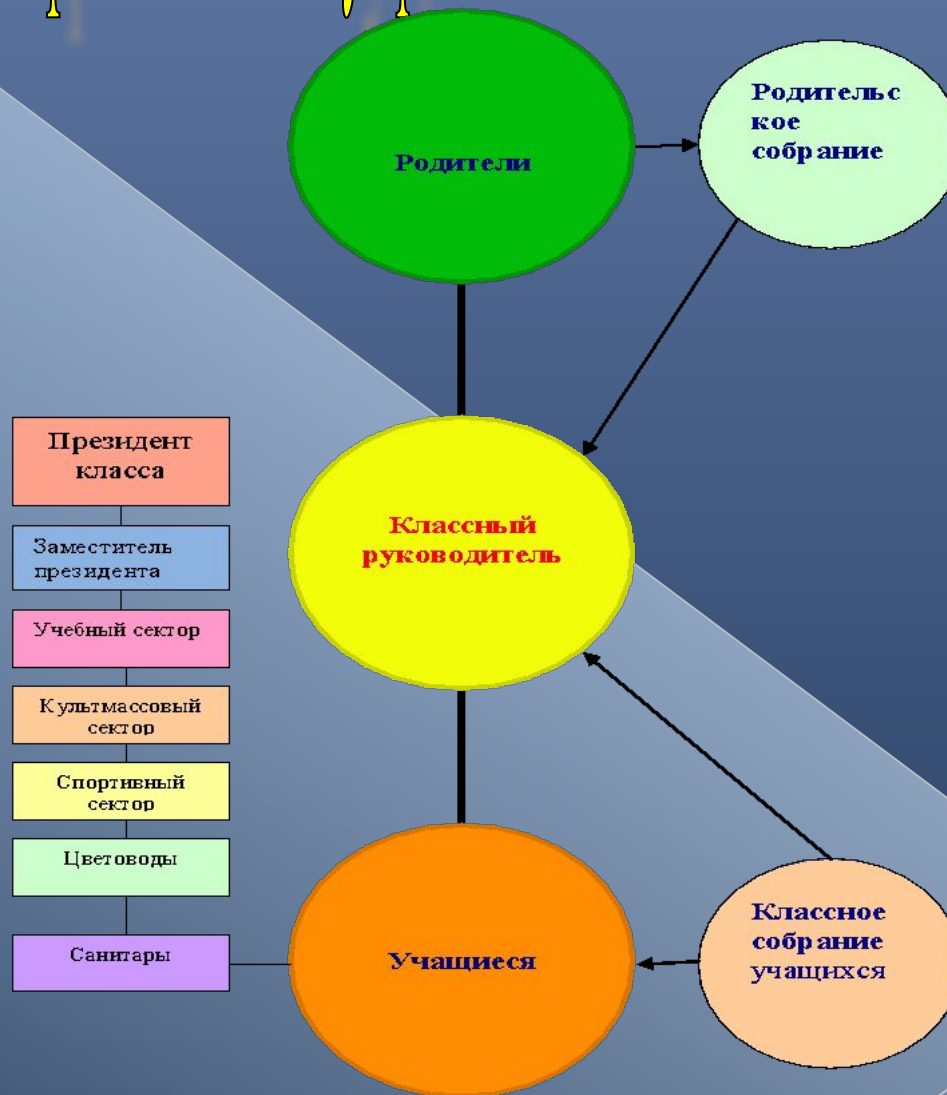 Родители
Родительс
кое
собрание
Классный
руководитель
Президент
класса
Заместитель
президента
Учебный сектор
Культмассовый
сектор
Спортивный
сектор
Цветоводы
Санитары
Учащиеся
Классное
собрание
учащихся